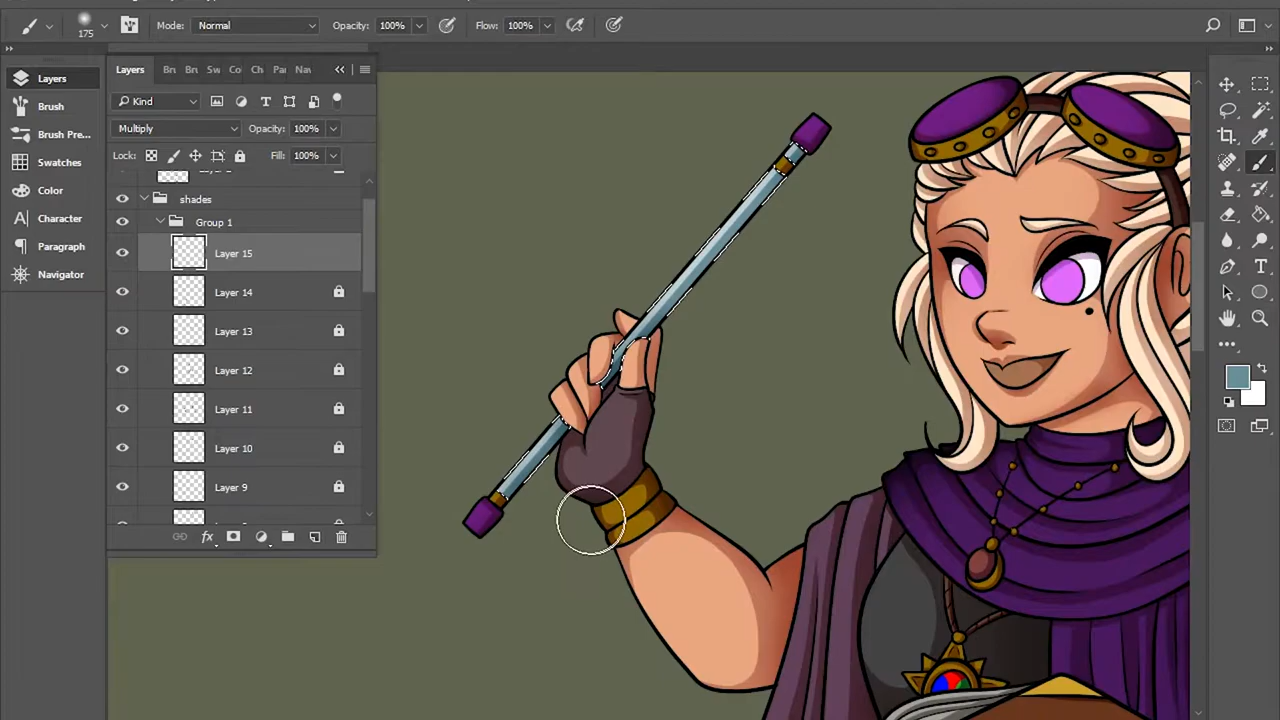 Mode: Normal Opacity: 100% Flow: 100%
175
Layers
Brush
Brush Pre...
Swatches
Color
Character
Paragraph
Navigator
Layers Br Br Sw Co Ch Pa Nav
Kind
Multiply Opacity: 100%
Lock: Fill: 100%
shades
Group 1
Layer 15
Layer 14
Layer 13
Layer 12
Layer 11
Layer 10
Layer 9
fx